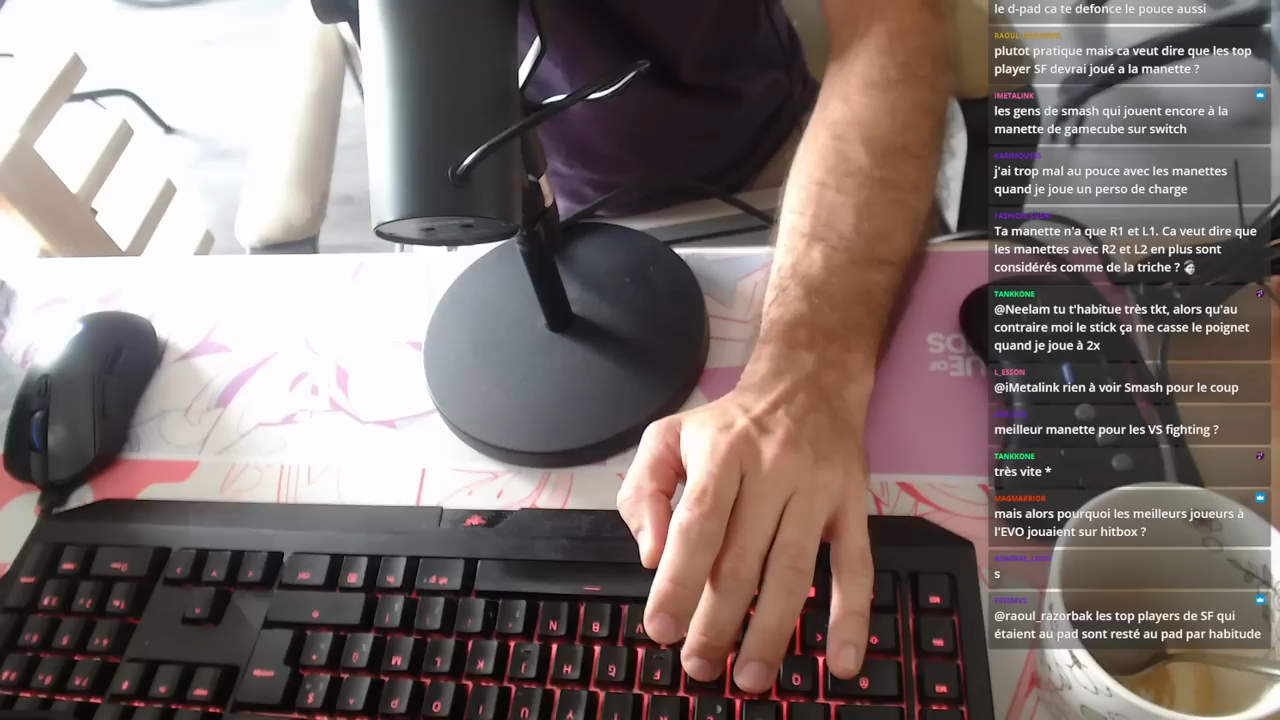 le d-pad ca te defonce le pouce aussi
plutot pratique mais ca veut dire que les top
player SF devrai joué a la manette ?
IMETALINK
les gens de smash qui jouent encore à la
manette de gamecube sur switch
j'ai trop mal au pouce avec les manettes
quand je joue un perso de charge
Ta manette n'a que R1 et L1. Ca veut dire que
les manettes avec R2 et L2 en plus sont
considérés comme de la triche ?
TANKKONE
@Neelam tu t'habitue très tkt, alors qu'au
contraire moi le stick ça me casse le poignet
quand je joue à 2x
L_ESSON
@iMetalink rien à voir Smash pour le coup
meilleur manette pour les VS fighting ?
TANKKONE
très vite *
MAGMARRIOR
mais alors pourquoi les meilleurs joueurs à
l'EVO jouaient sur hitbox ?
s
@raoul_razorbak les top players de SF qui
étaient au pad sont resté au pad par habitude